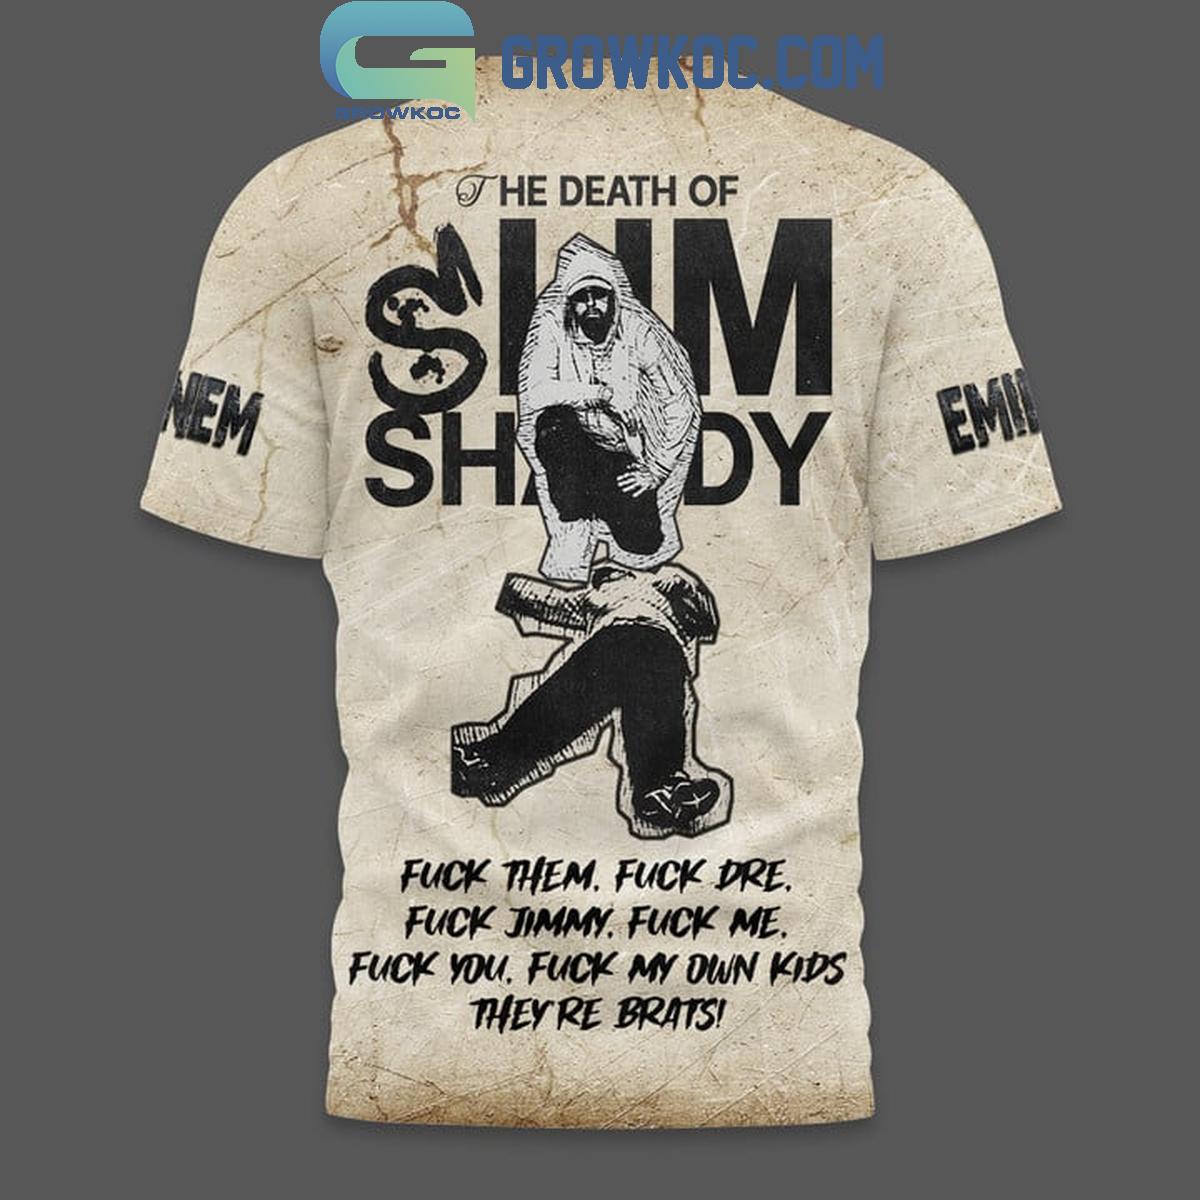 GROWKOC
GROWKOC.COM
THE DEATH OF
SLIM
SHADY
NEM
EMI
FUCK THEM. FUCK DRE.
FUCK JIMMY. FUCK ME.
FUCK YOU. FUCK MY OWN KIDS
THEY'RE BRATS!